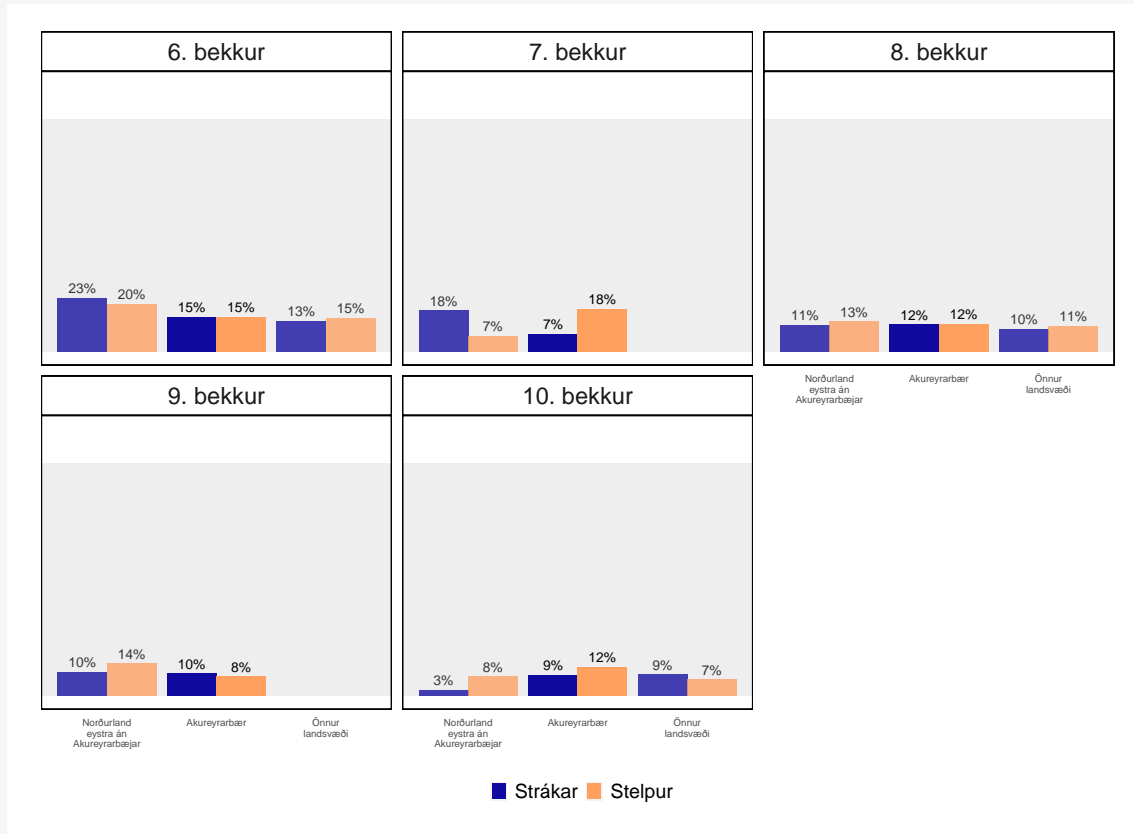 6. bekkur
7. bekkur
8. bekkur
23%
20%
15%
15%
13%
15%
18%
7%
7%
18%
11%
13%
12%
12%
10%
11%
Norðurland
eystra án
Akureyrarbæjar
Akureyrarbær
Önnur
landsvæði
9. bekkur
10. bekkur
10%
14%
10%
8%
3%
8%
9%
12%
9%
7%
Norðurland
eystra án
Akureyrarbæjar
Akureyrarbær
Önnur
landsvæði
Norðurland
eystra án
Akureyrarbæjar
Akureyrarbær
Önnur
landsvæði
Strákar
Stelpur